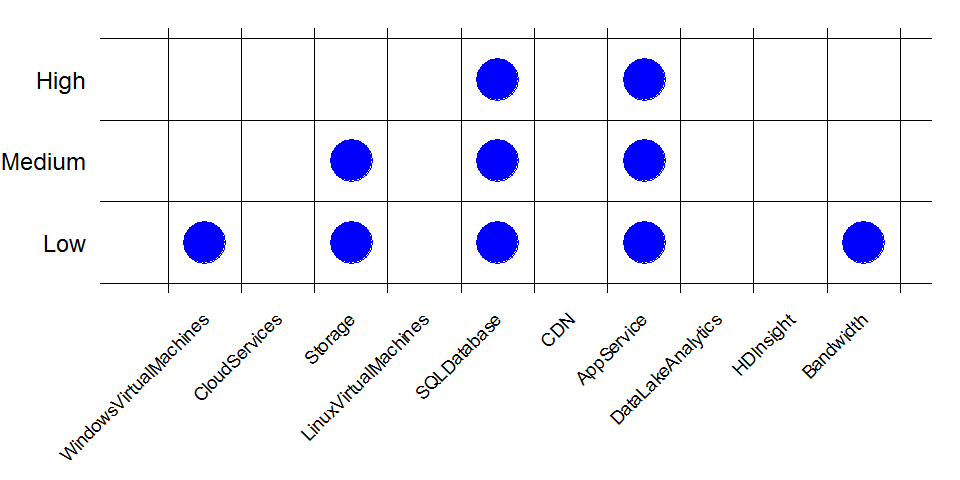 High
Medium
Low
WindowsVirtualMachines
CloudServices
Storage
LinuxVirtualMachines
SQLDatabase
CDN
AppService
DataLakeAnalytics
HDInsight
Bandwidth